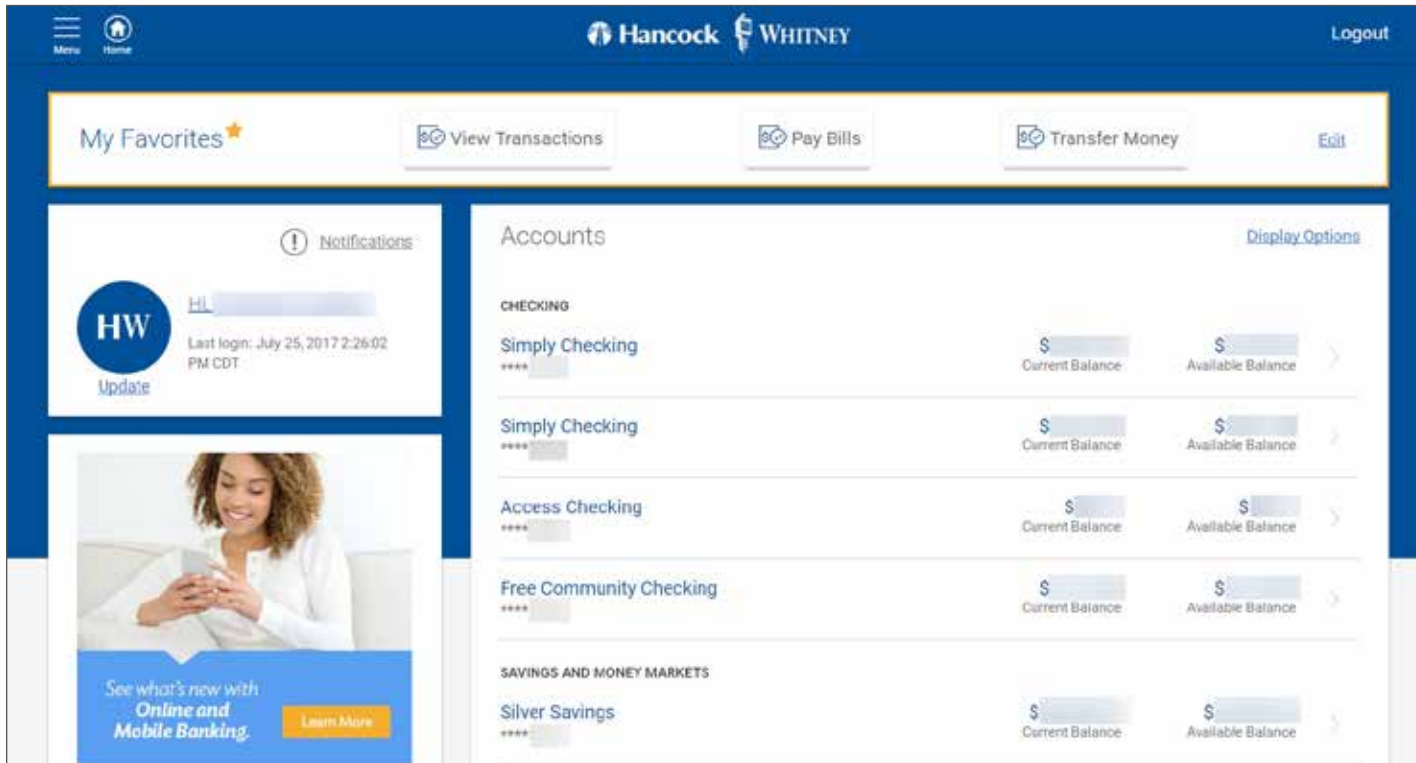 Menu
Home
Hancock WHITNEY
Logout
My Favorites
View Transactions
Pay Bills
Transfer Money
Edit
Notifications
HW
Last login: July 25, 2017 2:26:02
PM CDT
Update
See what's new with
Online and
Mobile Banking.
Learn More
Accounts
Display Options
CHECKING
Simply Checking
****
$
Current Balance
$
Available Balance
Simply Checking
****
$
Current Balance
$
Available Balance
Access Checking
****
$
Current Balance
$
Available Balance
Free Community Checking
****
$
Current Balance
$
Available Balance
SAVINGS AND MONEY MARKETS
Silver Savings
****
$
Current Balance
$
Available Balance